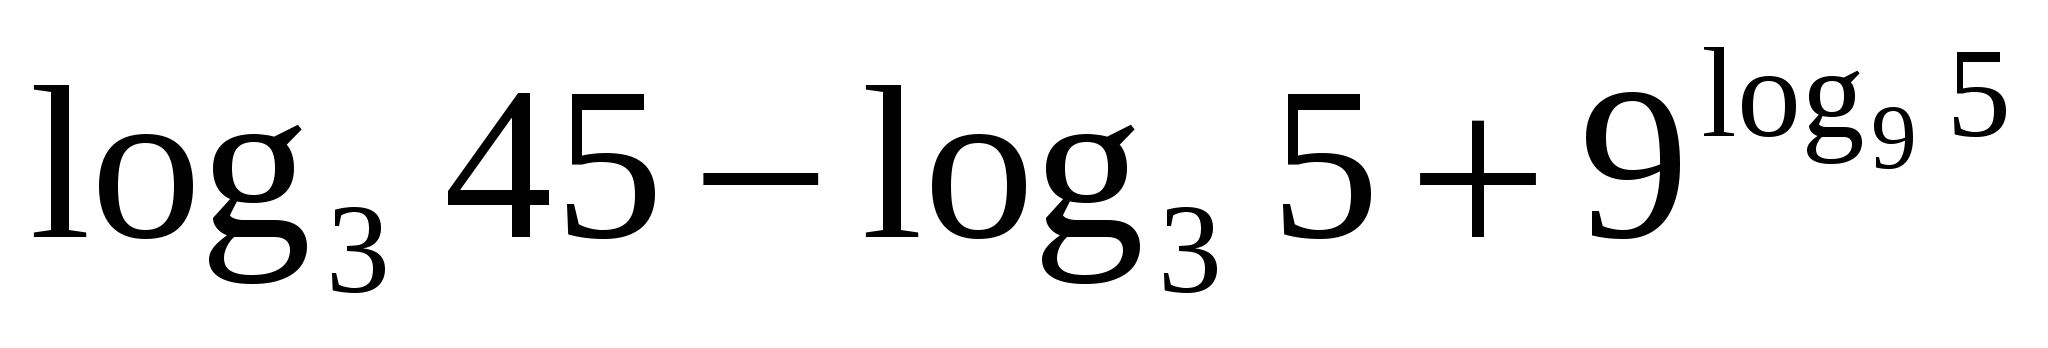 log₃ 45 − log₃ 5 + 9^(log₉ 5)